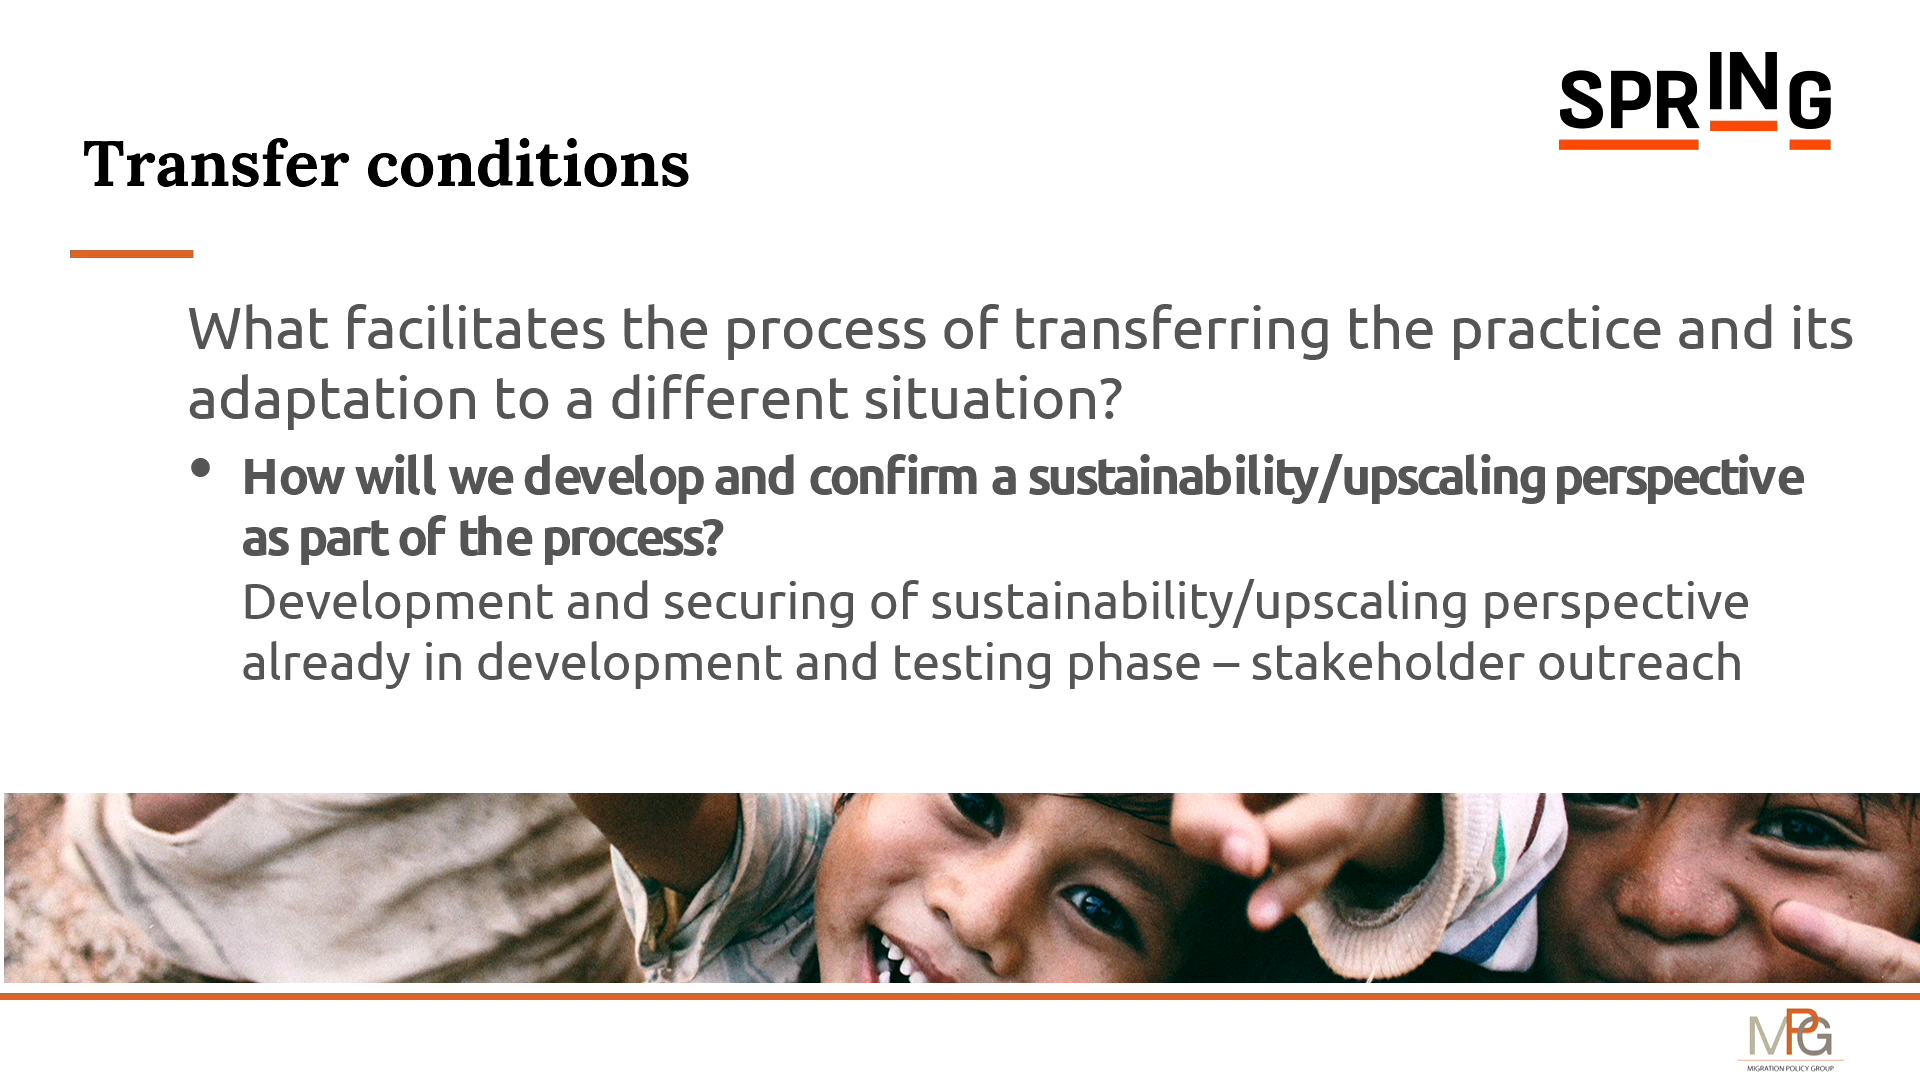 SPRING
Transfer conditions
What facilitates the process of transferring the practice and its
adaptation to a different situation?
• How will we develop and confirm a sustainability/upscaling perspective
as part of the process?
Development and securing of sustainability/upscaling perspective
already in development and testing phase – stakeholder outreach
MPG
MIGRATION POLICY GROUP